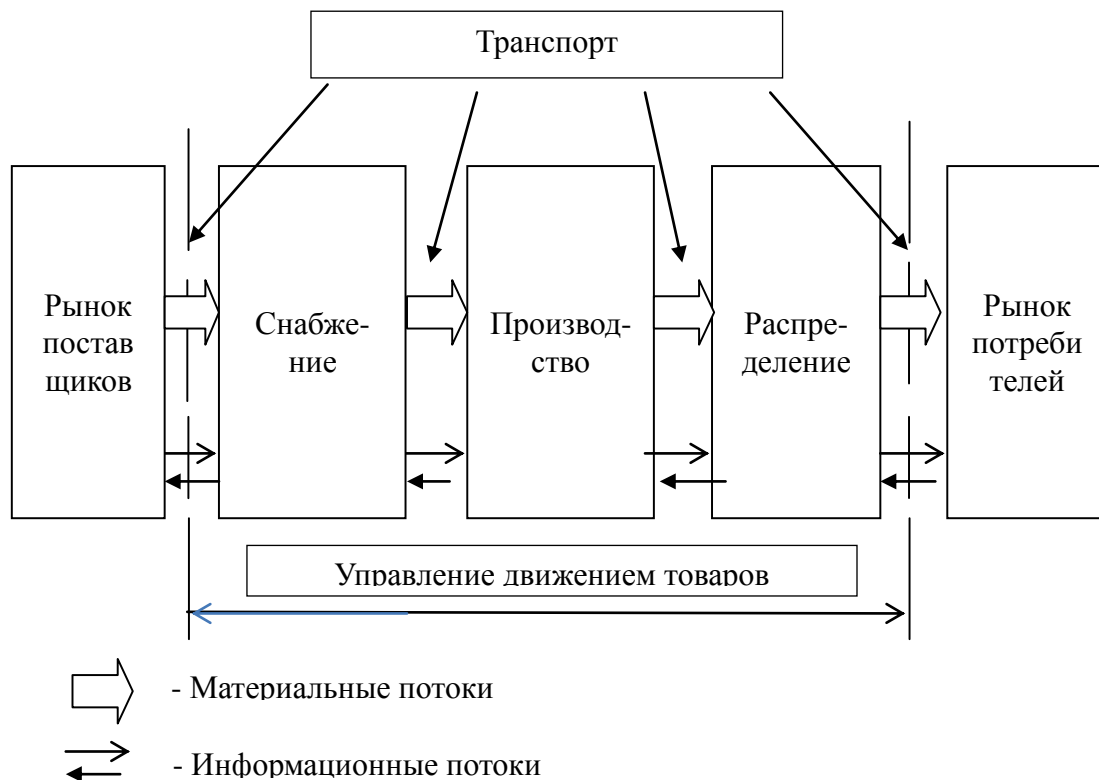 Транспорт
Рынок
постав
щиков
Снабже-
ние
Производ-
ство
Распре-
деление
Рынок
потреби
телей
Управление движением товаров
- Материальные потоки
- Информационные потоки